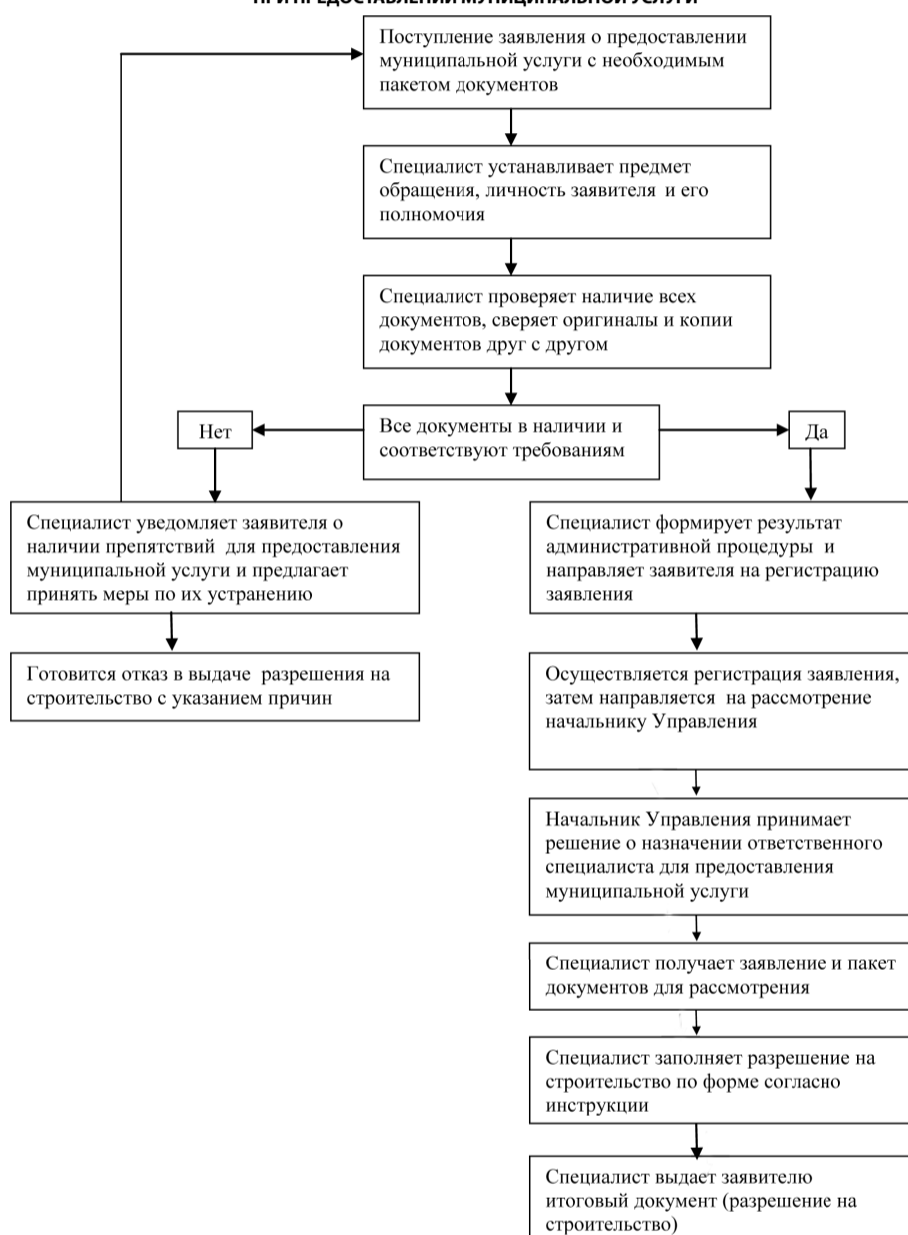 ПРИ ПРЕДОСТАВЛЕНИИ МУНИЦИПАЛЬНОЙ УСЛУГИ
Поступление заявления о предоставлении
муниципальной услуги с необходимым
пакетом документов
Специалист устанавливает предмет
обращения, личность заявителя и его
полномочия
Специалист проверяет наличие всех
документов, сверяет оригиналы и копии
документов друг с другом
Все документы в наличии и
соответствуют требованиям
Нет
Да
Специалист уведомляет заявителя о
наличии препятствий для предоставления
муниципальной услуги и предлагает
принять меры по их устранению
Готовится отказ в выдаче разрешения на
строительство с указанием причин
Специалист формирует результат
административной процедуры и
направляет заявителя на регистрацию
заявления
Осуществляется регистрация заявления,
затем направляется на рассмотрение
начальнику Управления
Начальник Управления принимает
решение о назначении ответственного
специалиста для предоставления
муниципальной услуги
Специалист получает заявление и пакет
документов для рассмотрения
Специалист заполняет разрешение на
строительство по форме согласно
инструкции
Специалист выдает заявителю
итоговый документ (разрешение на
строительство)